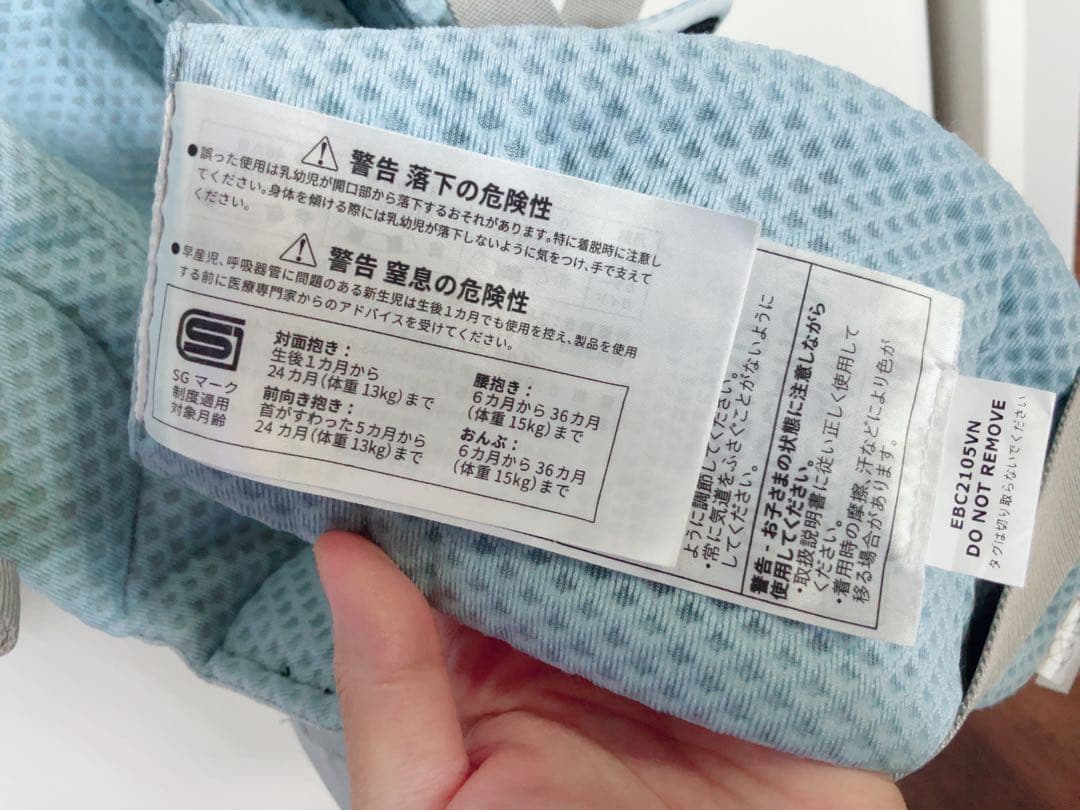 警告 落下の危険性
●誤った使用は乳幼児が開口部から落下するおそれがあります。特に着脱時に注意し
てください。身体を傾ける際には乳幼児が落下しないように気をつけ、手で支えて
ください。
警告 窒息の危険性
●早産児、呼吸器管に問題のある新生児は生後1カ月でも使用を控え、製品を使用
する前に医療専門家からのアドバイスを受けてください。
SG マーク
制度適用
対象月齢
対面抱き：
生後1カ月から
24カ月(体重13kg)まで
前向き抱き：
首がすわった5カ月から
24カ月(体重13kg)まで
腰抱き：
6カ月から36カ月
(体重15kg)まで
おんぶ：
6カ月から36カ月
(体重15kg)まで
ように調節してください。
・常に気道をふさぐことがないように
してください。
警告 - お子さまの状態に注意しながら
使用してください。
・取扱説明書に従い正しく使用して
ください。
・着用時の摩擦、汗などにより色が
移る場合があります。
EBC2105VN
DO NOT REMOVE
タグは切り取らないでください